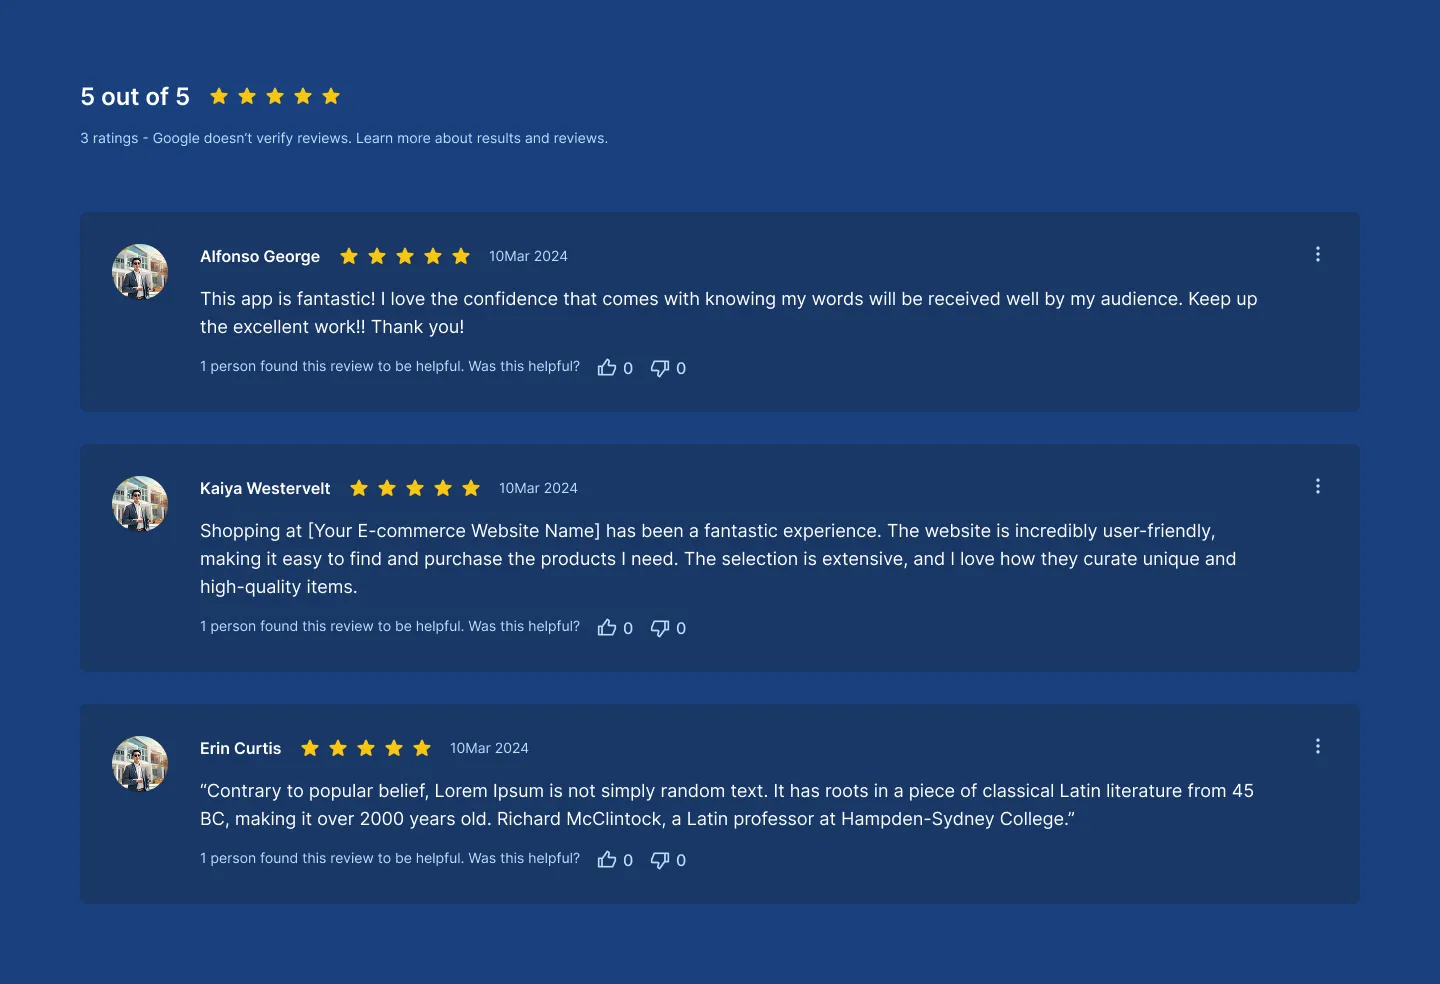 5 out of 5
3 ratings - Google doesn’t verify reviews. Learn more about results and reviews.
Alfonso George 10Mar 2024
This app is fantastic! I love the confidence that comes with knowing my words will be received well by my audience. Keep up
the excellent work!! Thank you!
1 person found this review to be helpful. Was this helpful? 0 0
Kaiya Westervelt 10Mar 2024
Shopping at [Your E-commerce Website Name] has been a fantastic experience. The website is incredibly user-friendly,
making it easy to find and purchase the products I need. The selection is extensive, and I love how they curate unique and
high-quality items.
1 person found this review to be helpful. Was this helpful? 0 0
Erin Curtis 10Mar 2024
“Contrary to popular belief, Lorem Ipsum is not simply random text. It has roots in a piece of classical Latin literature from 45
BC, making it over 2000 years old. Richard McClintock, a Latin professor at Hampden-Sydney College.”
1 person found this review to be helpful. Was this helpful? 0 0